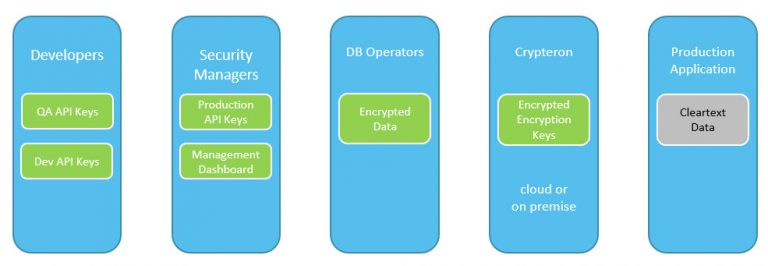 Developers
QA API Keys
Dev API Keys
Security
Managers
Production
API Keys
Management
Dashboard
DB Operators
Encrypted
Data
Crypteron
Encrypted
Encryption
Keys
cloud or
on premise
Production
Application
Cleartext
Data